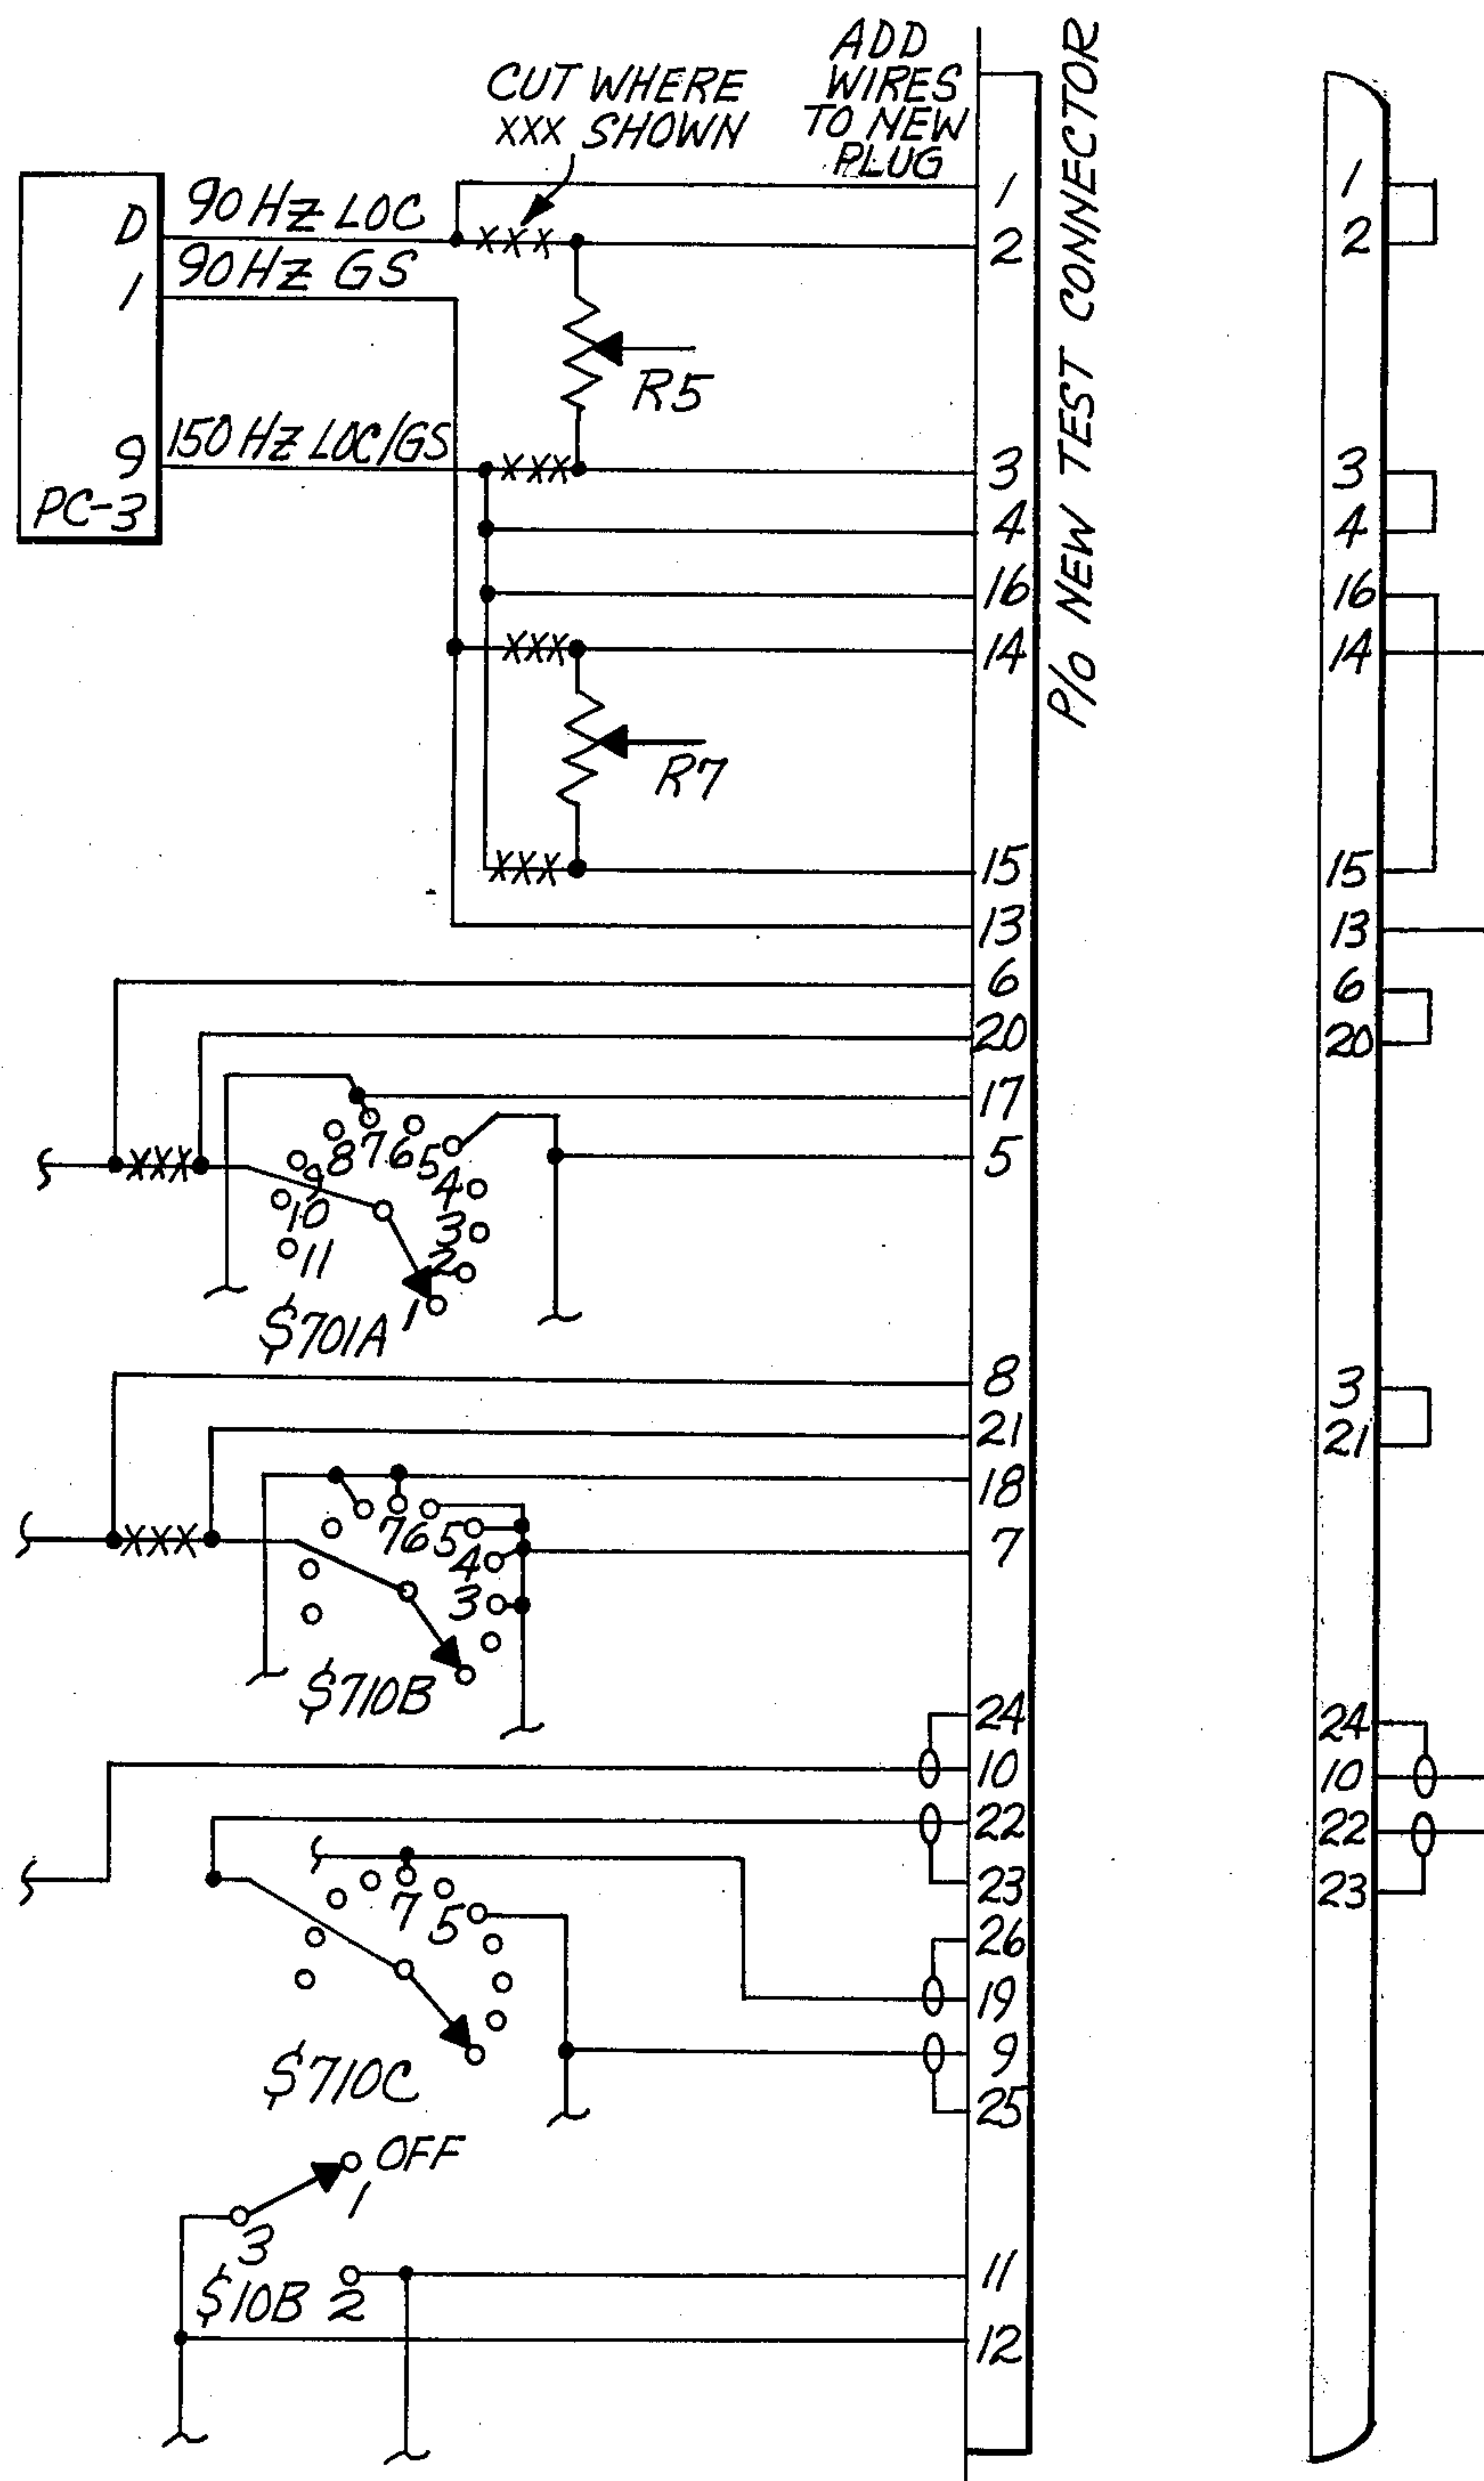 ADD
WIRES
TO NEW
PLUG
CUT WHERE
XXX SHOWN
P/O NEW TEST CONNECTOR
D 90 HZ LOC
XXX
1 90 HZ GS
R5
9 150 HZ LOC/GS
XXX
PC-3
XXX
R7
XXX
1
2
3
4
16
14
15
13
6
20
17
5
XXX
11
10
9
8
7
6
5
4
3
2
1
S701A
8
21
18
7
XXX
7
6
5
4
3
S710B
24
10
22
23
26
19
9
25
7
5
S710C
OFF
1
3
S10B 2
11
12
1
2
3
4
16
14
15
13
6
20
3
21
24
10
22
23